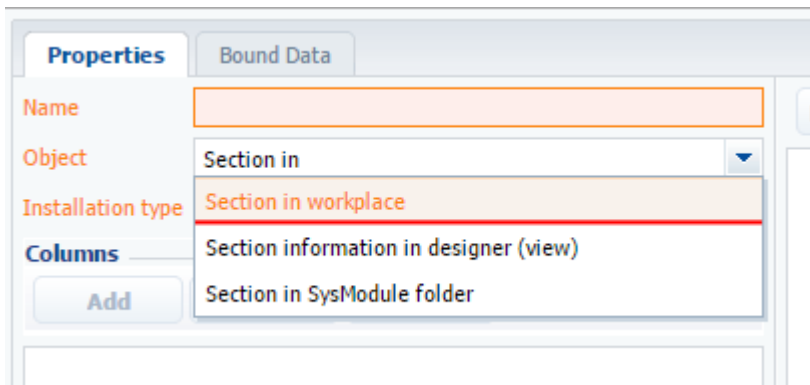 Properties Bound Data
Name
Object Section in
Installation type Section in workplace
Columns Section information in designer (view)
Add Section in SysModule folder